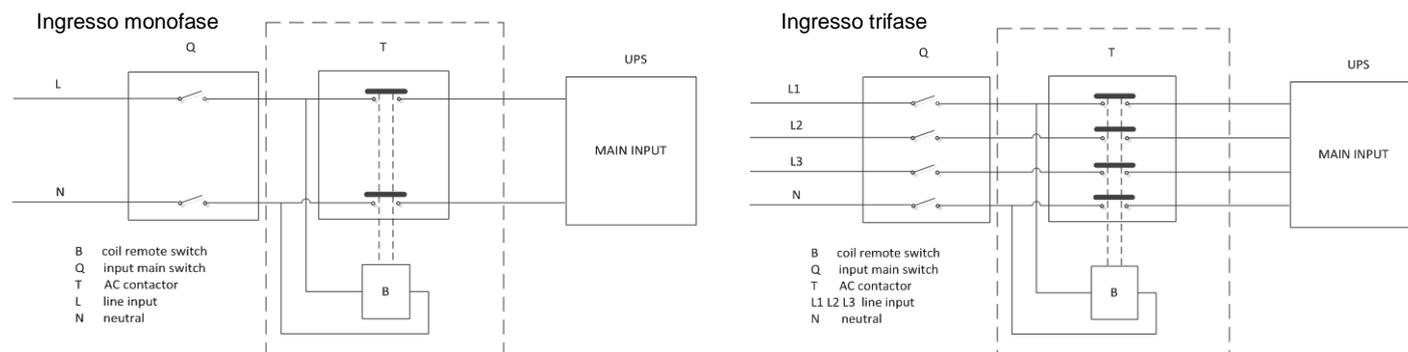 Ingresso monofase
Q
T
UPS
L
MAIN INPUT
N
B coil remote switch
Q input main switch
T AC contactor
L line input
N neutral
B
Ingresso trifase
Q
T
UPS
L1
L2
MAIN INPUT
L3
N
B coil remote switch
Q input main switch
T AC contactor
L1 L2 L3 line input
N neutral
B